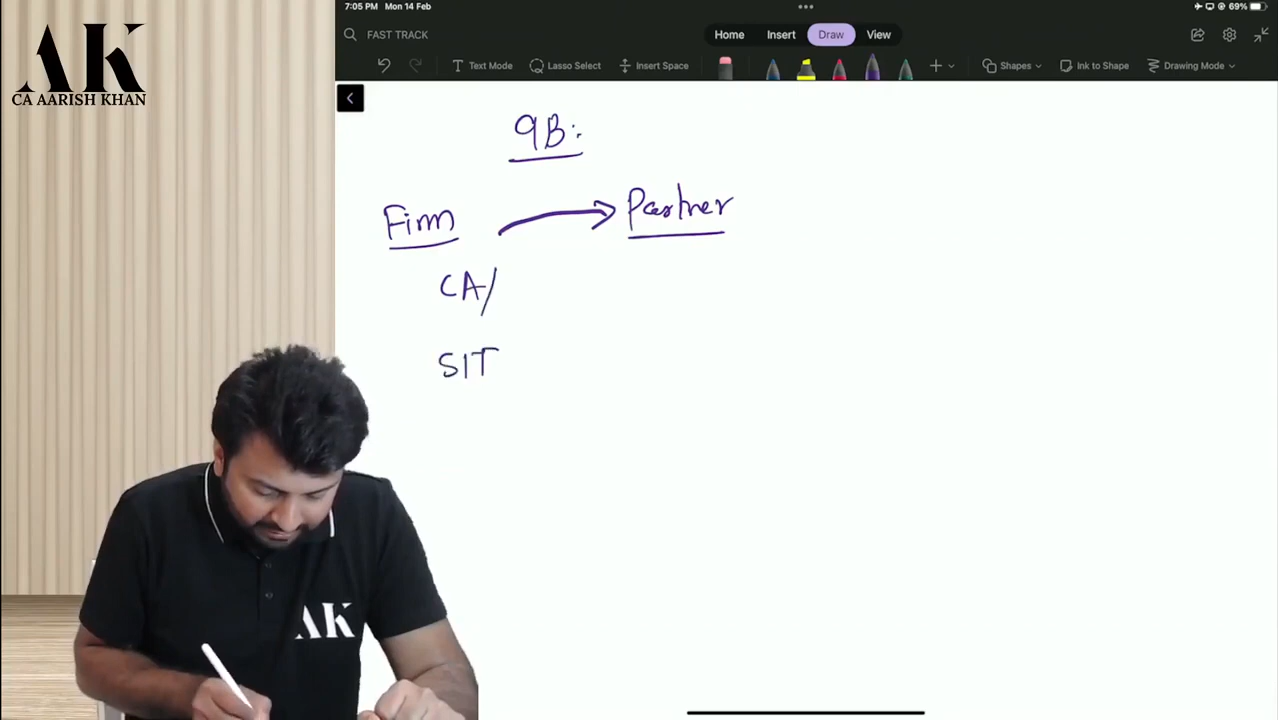 7:05 PM Mon 14 Feb
69%
AK
CA AARISH KHAN
FAST TRACK
Home Insert Draw View
Text Mode Lasso Select Insert Space Shapes Ink to Shape Drawing Mode
9B:
Firm Partner
CA/
SIT
AK